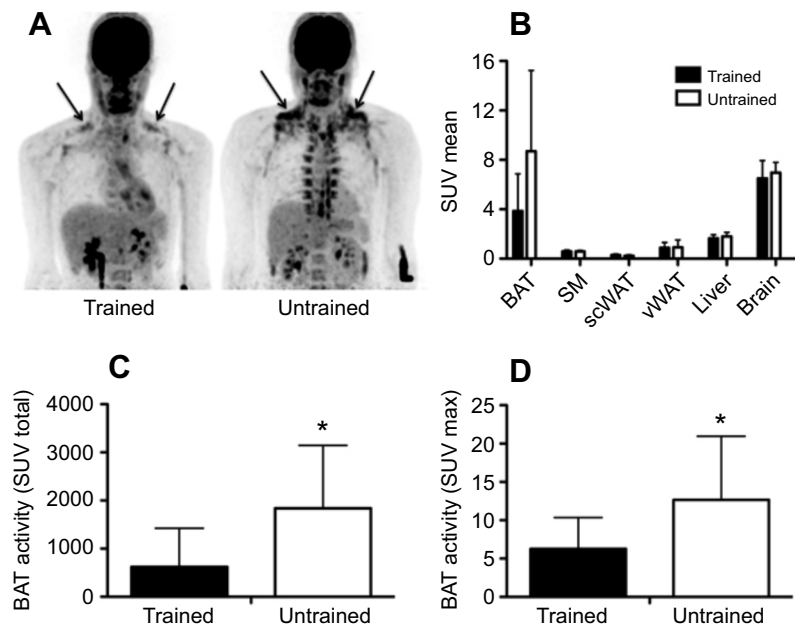 A
Trained
Untrained
B
SUV mean
16
12
8
4
0
Trained
Untrained
BAT
SM
scWAT
vWAT
Liver
Brain
C
BAT activity (SUV total)
4000
3000
2000
1000
0
*
Trained
Untrained
D
BAT activity (SUV max)
25
20
15
10
5
0
*
Trained
Untrained